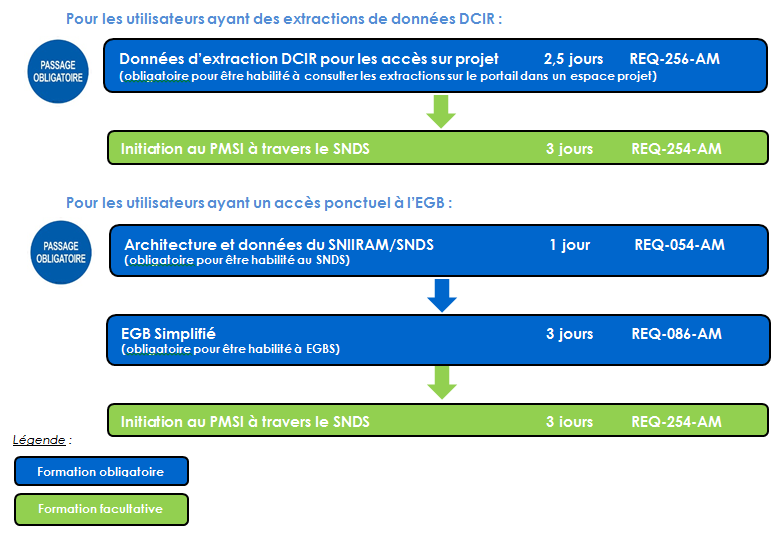 Pour les utilisateurs ayant des extractions de données DCIR :
PASSAGE
OBLIGATOIRE
Données d'extraction DCIR pour les accès sur projet 2,5 jours REQ-256-AM
(obligatoire pour être habilité à consulter les extractions sur le portail dans un espace projet)
Initiation au PMSI à travers le SNDS 3 jours REQ-254-AM
Pour les utilisateurs ayant un accès ponctuel à l'EGB :
PASSAGE
OBLIGATOIRE
Architecture et données du SNIIRAM/SNDS 1 jour REQ-054-AM
(obligatoire pour être habilité au SNDS)
EGB Simplifié 3 jours REQ-086-AM
(obligatoire pour être habilité à EGBS)
Initiation au PMSI à travers le SNDS 3 jours REQ-254-AM
Légende :
Formation obligatoire
Formation facultative